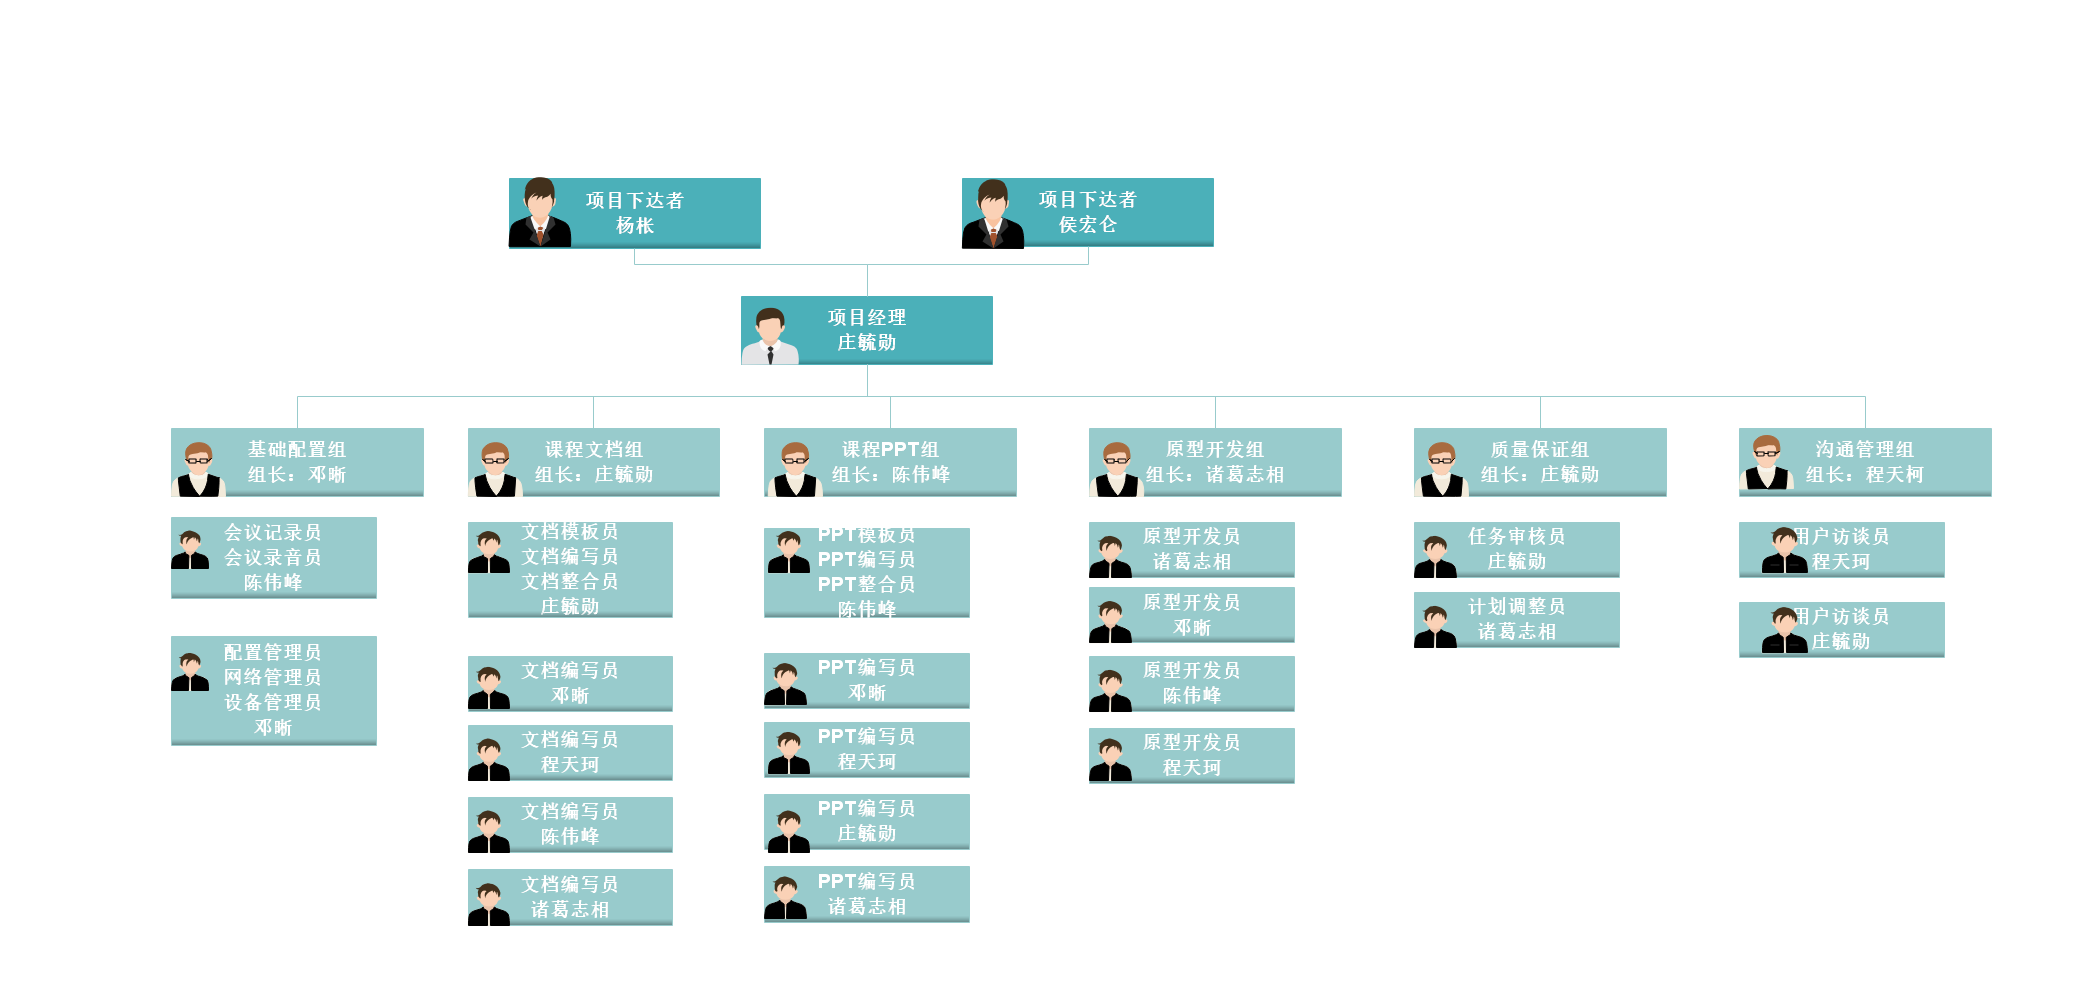 项目下达者
杨枨
项目下达者
侯宏仑
项目经理
庄毓勋
基础配置组
组长：邓晰
课程文档组
组长：庄毓勋
课程PPT组
组长：陈伟峰
原型开发组
组长：诸葛志相
质量保证组
组长：庄毓勋
沟通管理组
组长：程天柯
会议记录员
会议录音员
陈伟峰
配置管理员
网络管理员
设备管理员
邓晰
文档模板员
文档编写员
文档整合员
庄毓勋
文档编写员
邓晰
文档编写员
程天珂
文档编写员
陈伟峰
文档编写员
诸葛志相
PPT模板员
PPT编写员
PPT整合员
陈伟峰
PPT编写员
邓晰
PPT编写员
程天珂
PPT编写员
庄毓勋
PPT编写员
诸葛志相
原型开发员
诸葛志相
原型开发员
邓晰
原型开发员
陈伟峰
原型开发员
程天珂
任务审核员
庄毓勋
计划调整员
诸葛志相
用户访谈员
程天珂
用户访谈员
庄毓勋